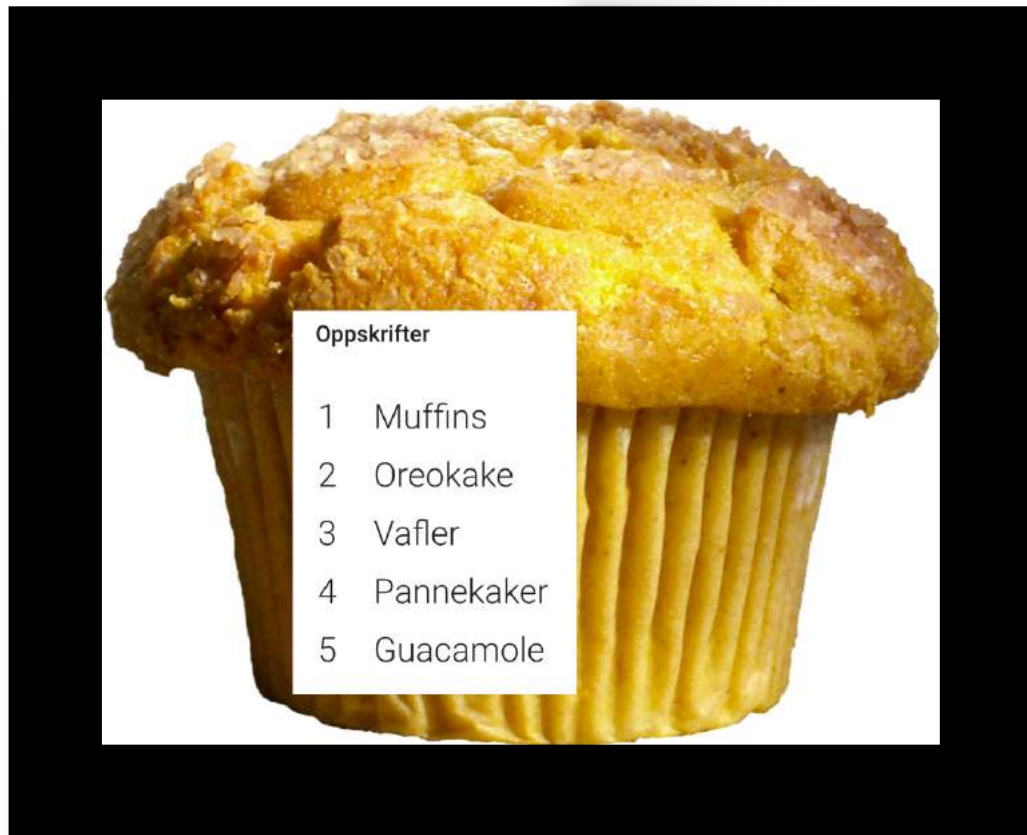 Oppskrifter
1 Muffins
2 Oreokake
3 Vafler
4 Pannekaker
5 Guacamole